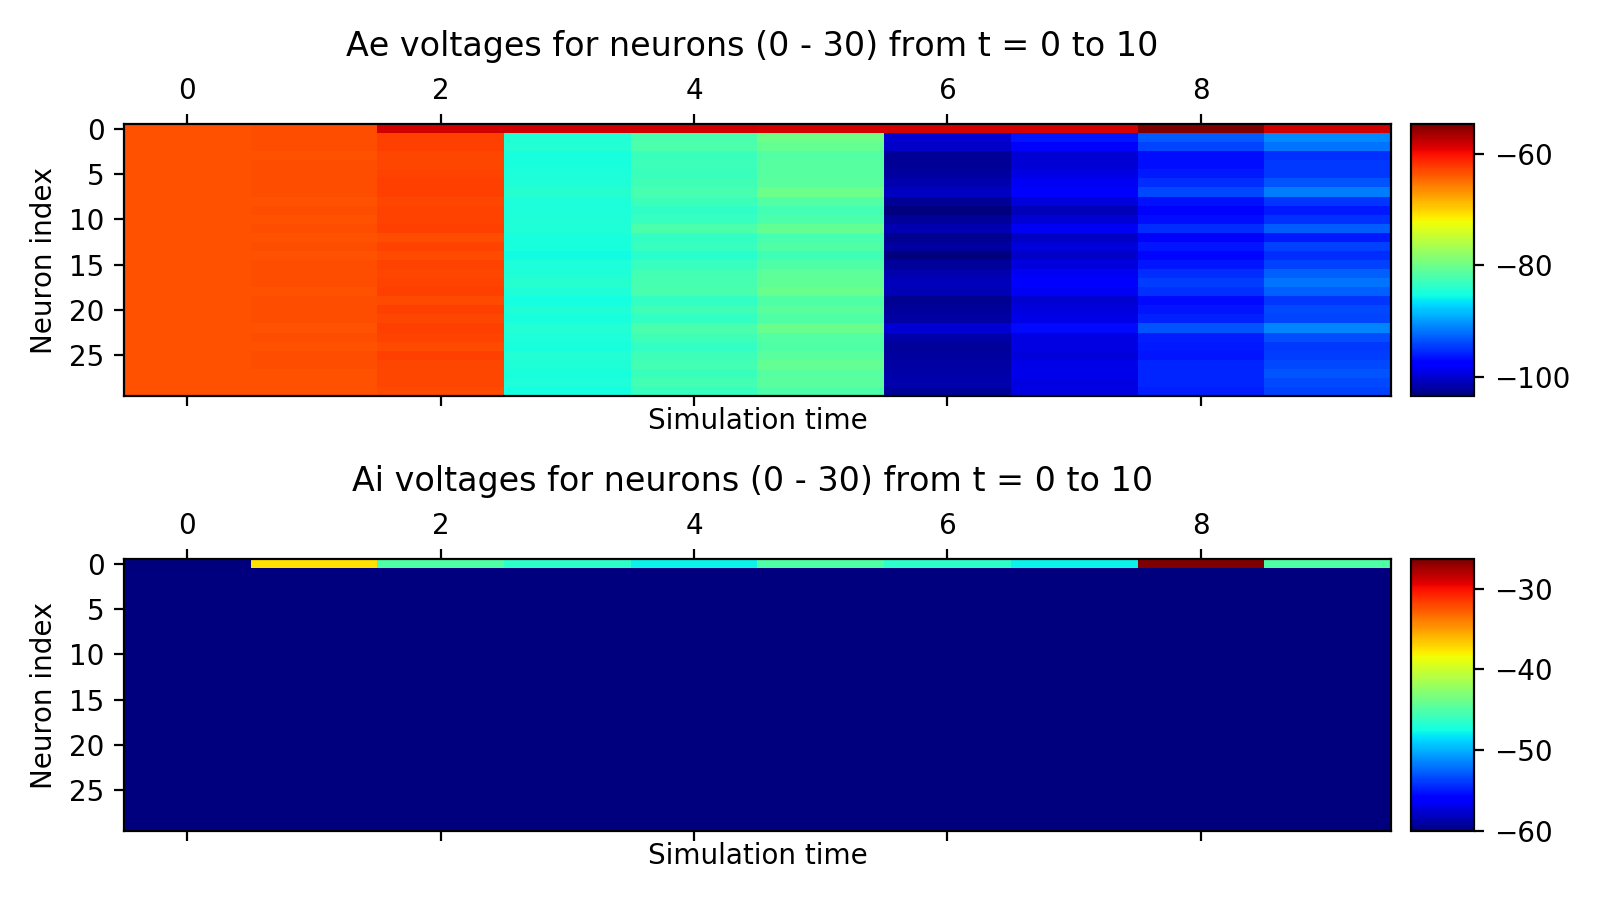 Ae voltages for neurons (0 - 30) from t = 0 to 10
0 2 4 6 8
Neuron index
0
5
10
15
20
25
−60
−80
−100
Simulation time
Ai voltages for neurons (0 - 30) from t = 0 to 10
0 2 4 6 8
Neuron index
0
5
10
15
20
25
−30
−40
−50
−60
Simulation time